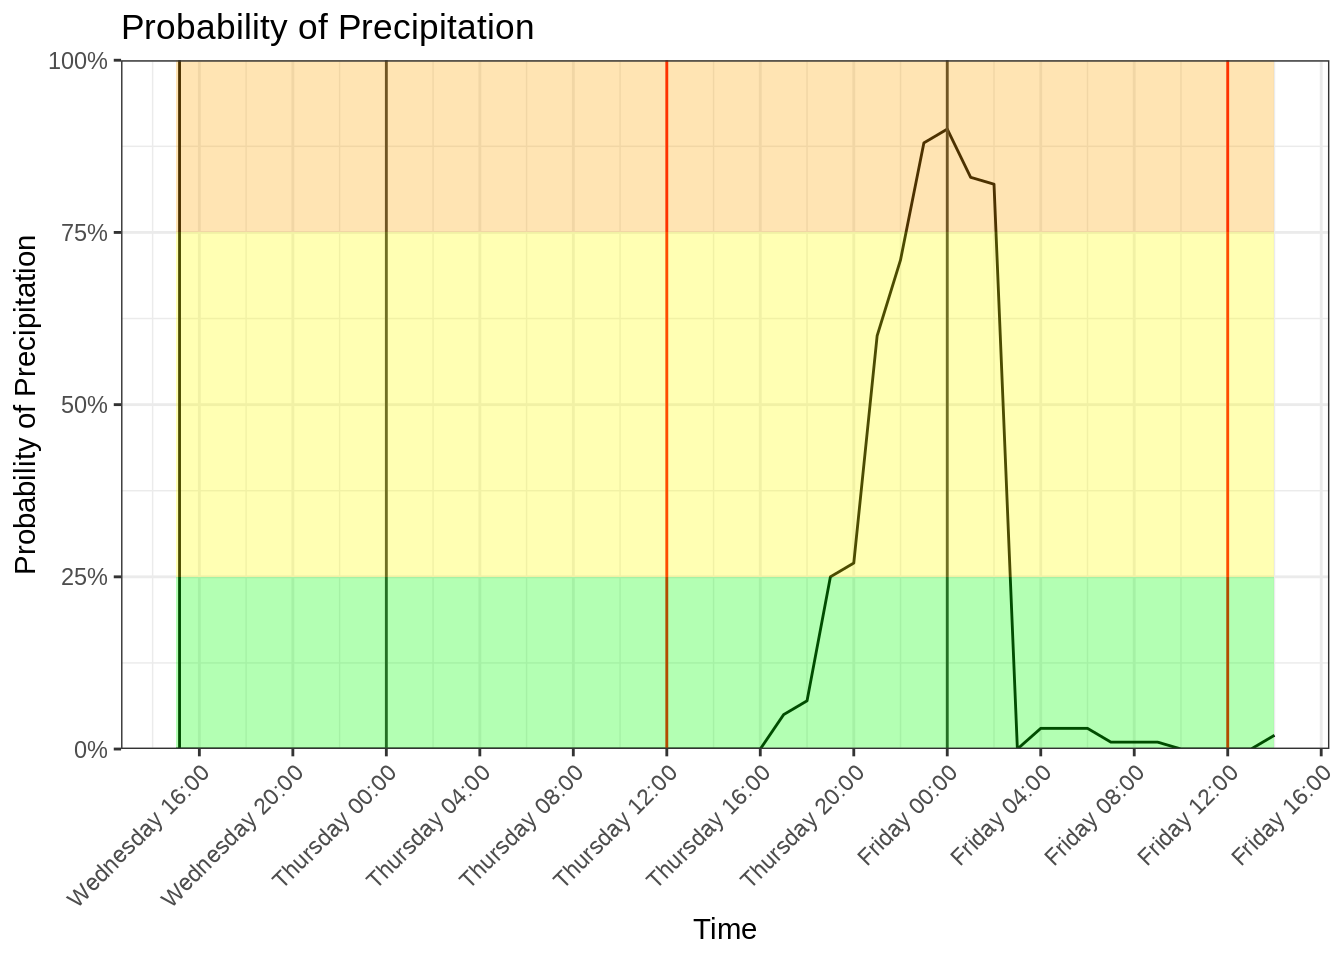 Probability of Precipitation
Probability of Precipitation
100%
75%
50%
25%
0%
Wednesday 16:00
Wednesday 20:00
Thursday 00:00
Thursday 04:00
Thursday 08:00
Thursday 12:00
Thursday 16:00
Thursday 20:00
Friday 00:00
Friday 04:00
Friday 08:00
Friday 12:00
Friday 16:00
Time